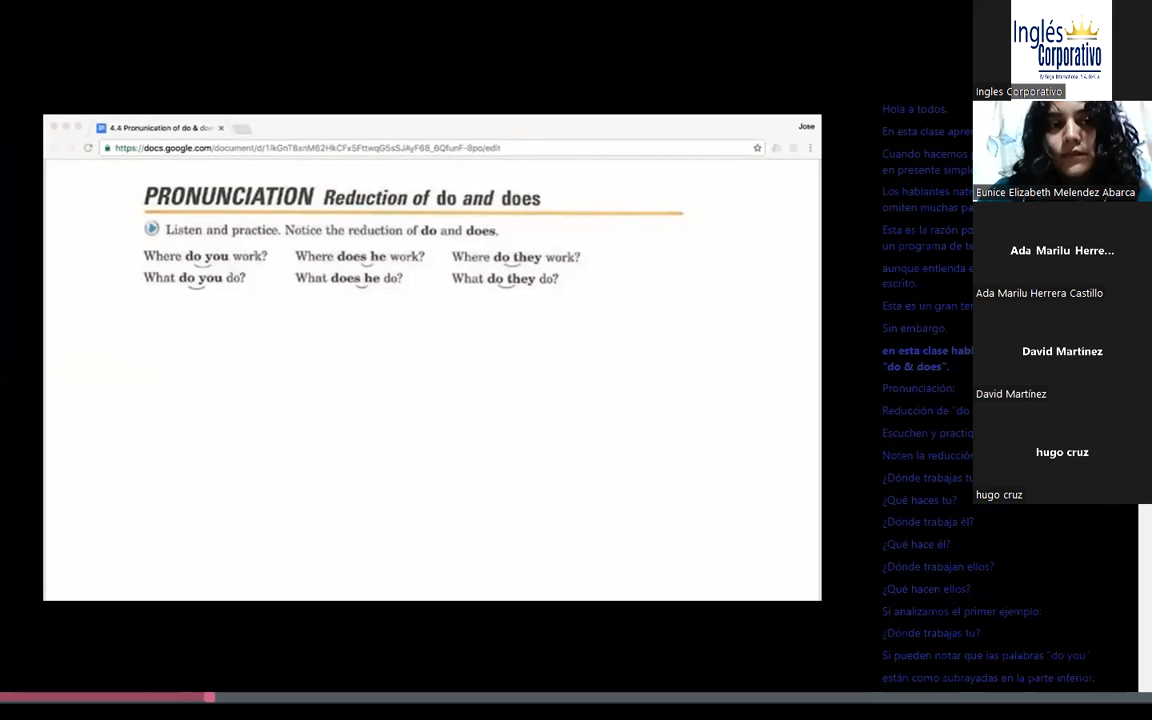 4.4 Pronunication of do & doe
Jose
https://docs.google.com/document/d/1IkGnT8xnM62HkCFx5FttwqG5sSJAyF6B_6QfunF-8po/edit
PRONUNCIATION Reduction of do and does
Listen and practice. Notice the reduction of do and does.
Where do you work? Where does he work? Where do they work?
What do you do? What does he do? What do they do?
Hola a todos.
En esta clase apre
Cuando hacemos
en presente simpl
Los hablantes nat
omiten muchas pa
Esta es la razón po
un programa de te
aunque entienda e
escrito.
Esta es un gran te
Sin embargo.
en esta clase habl
"do & does".
Pronunciación:
Reducción de "do
Escuchen y practiq
Noten la reducción
¿Dónde trabajas tu
¿Qué haces tu?
¿Dónde trabaja él?
¿Qué hace él?
¿Dónde trabajan ellos?
¿Qué hacen ellos?
Si analizamos el primer ejemplo:
¿Dónde trabajas tu?
Si pueden notar que las palabras "do you"
están como subrayadas en la parte inferior.
Inglés
Corporativo
Ingles Corporativo
Eunice Elizabeth Melendez Abarca
Ada Marilu Herre...
Ada Marilu Herrera Castillo
David Martínez
David Martínez
hugo cruz
hugo cruz